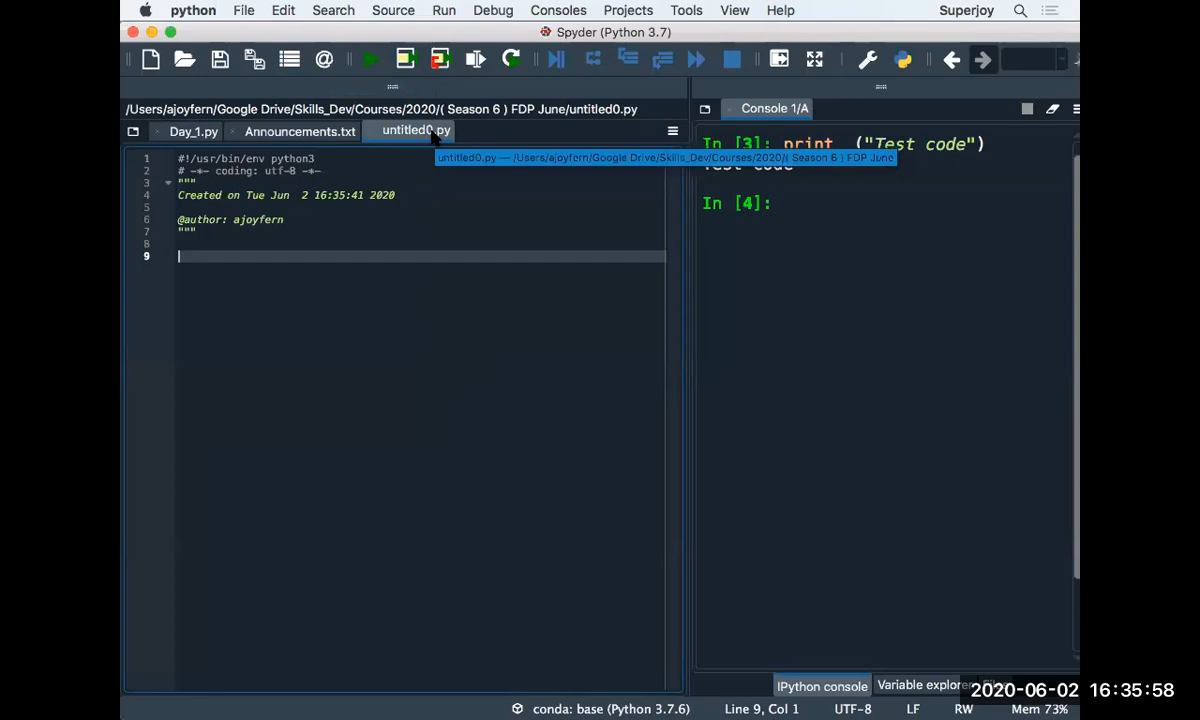 python File Edit Search Source Run Debug Consoles Projects Tools View Help Superjoy
Spyder (Python 3.7)
/Users/ajoyfern/Google Drive/Skills_Dev/Courses/2020/( Season 6 ) FDP June/untitled0.py
Console 1/A
Day_1.py Announcements.txt untitled0.py
untitled0.py — /Users/ajoyfern/Google Drive/Skills_Dev/Courses/2020/( Season 6 ) FDP June
1 #!/usr/bin/env python3
2 # -*- coding: utf-8 -*-
3 """
4 Created on Tue Jun  2 16:35:41 2020
5
6 @author: ajoyfern
7 """
8
9
In [3]: print ("Test code")
Test code
In [4]:
IPython console Variable explorer
2020-06-02 16:35:58
conda: base (Python 3.7.6) Line 9, Col 1 UTF-8 LF RW Mem 73%